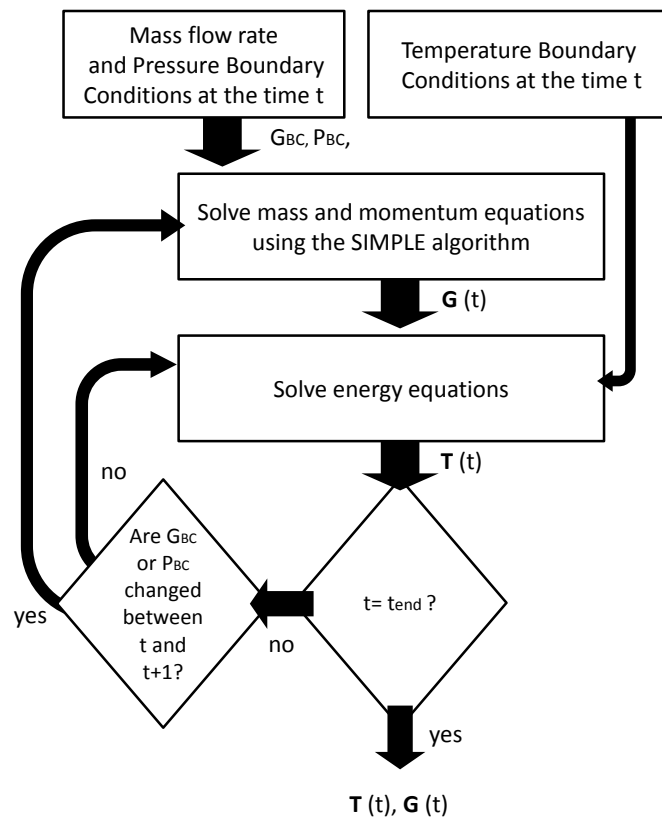 Mass flow rate
and Pressure Boundary
Conditions at the time t
Temperature Boundary
Conditions at the time t
GBC, PBC,
Solve mass and momentum equations
using the SIMPLE algorithm
G (t)
Solve energy equations
T (t)
no
Are GBC
or PBC
changed
between
t and
t+1?
yes
t= tend ?
no
yes
T (t), G (t)